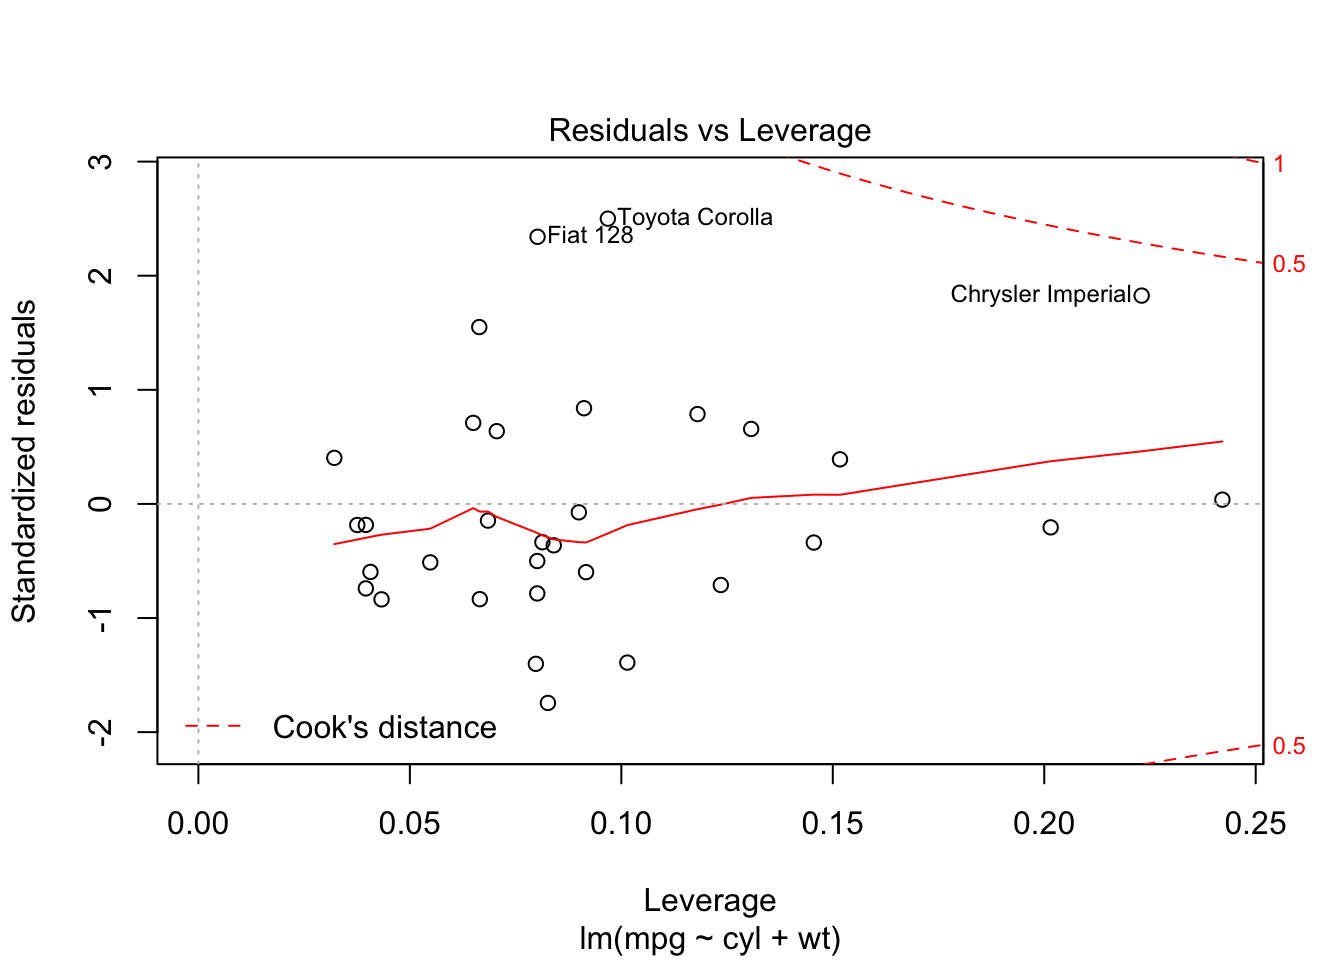 Residuals vs Leverage
3
2
1
0
-1
-2
Standardized residuals
1
0.5
0.5
Toyota Corolla
Fiat 128
Chrysler Imperial
Cook's distance
0.00 0.05 0.10 0.15 0.20 0.25
Leverage
lm(mpg ~ cyl + wt)